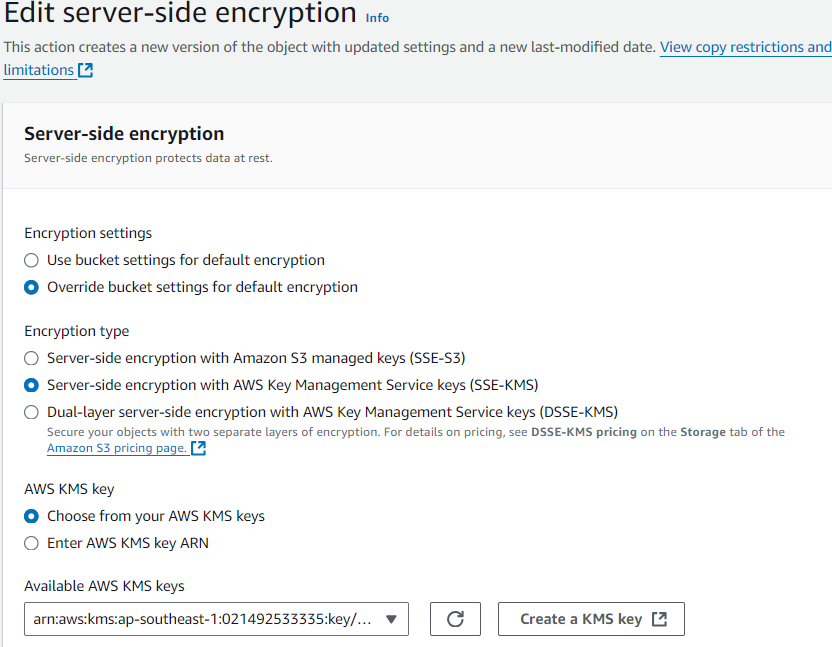 Edit server-side encryption Info
This action creates a new version of the object with updated settings and a new last-modified date. View copy restrictions and
limitations
Server-side encryption
Server-side encryption protects data at rest.
Encryption settings
Use bucket settings for default encryption
Override bucket settings for default encryption
Encryption type
Server-side encryption with Amazon S3 managed keys (SSE-S3)
Server-side encryption with AWS Key Management Service keys (SSE-KMS)
Dual-layer server-side encryption with AWS Key Management Service keys (DSSE-KMS)
Secure your objects with two separate layers of encryption. For details on pricing, see DSSE-KMS pricing on the Storage tab of the
Amazon S3 pricing page.
AWS KMS key
Choose from your AWS KMS keys
Enter AWS KMS key ARN
Available AWS KMS keys
arn:aws:kms:ap-southeast-1:021492533335:key/... Create a KMS key